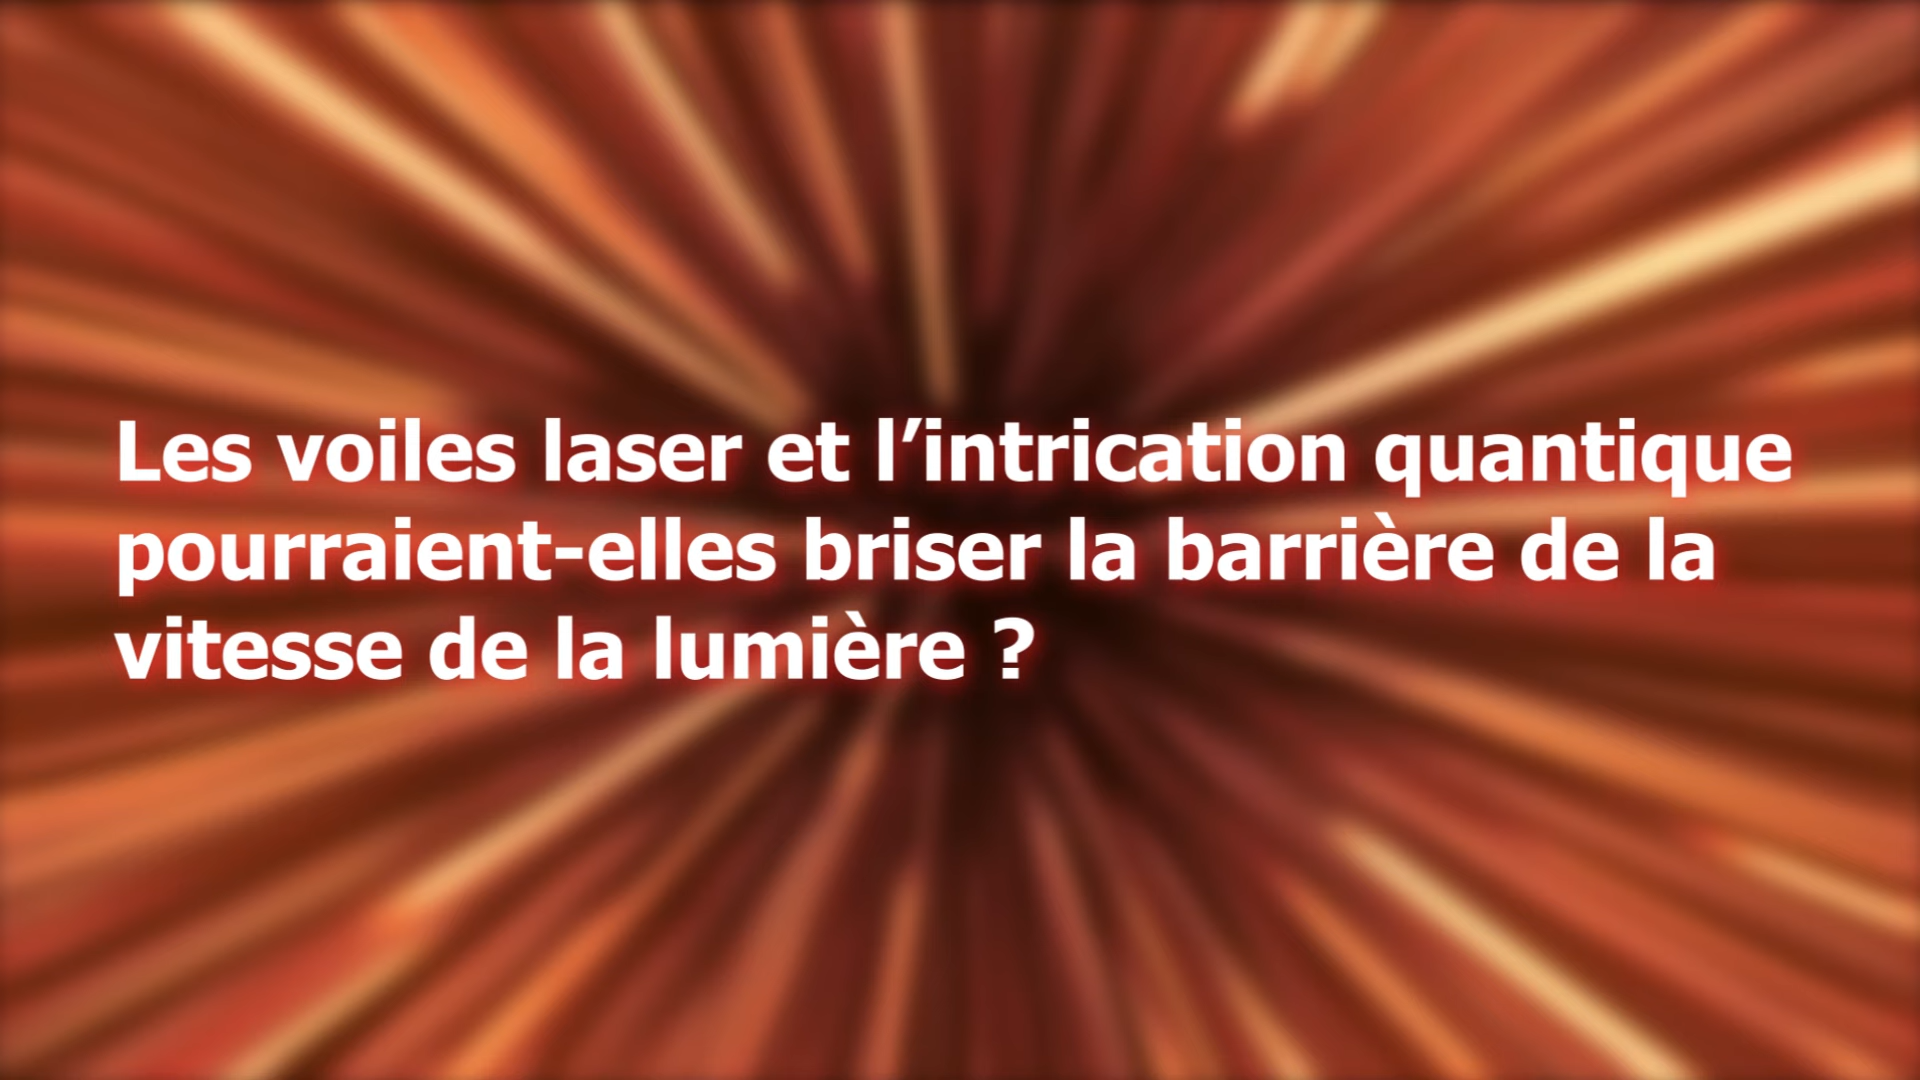 Les voiles laser et l’intrication quantique
pourraient-elles briser la barrière de la
vitesse de la lumière ?